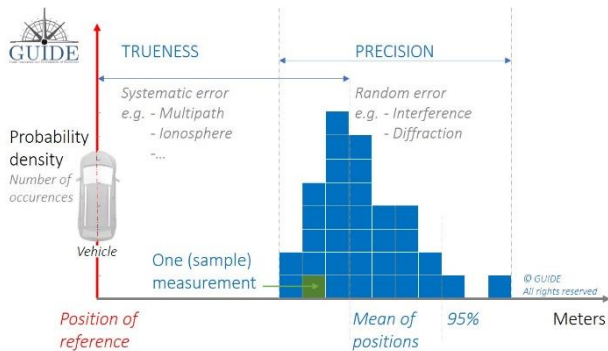 GUIDE
TRUENESS
PRECISION
Systematic error
e.g. - Multipath
- Ionosphere
-...
Random error
e.g. - Interference
- Diffraction
Probability
density
Number of
occurences
Vehicle
One (sample)
measurement
© GUIDE
All rights reserved
Position of
reference
Mean of
positions
95%
Meters